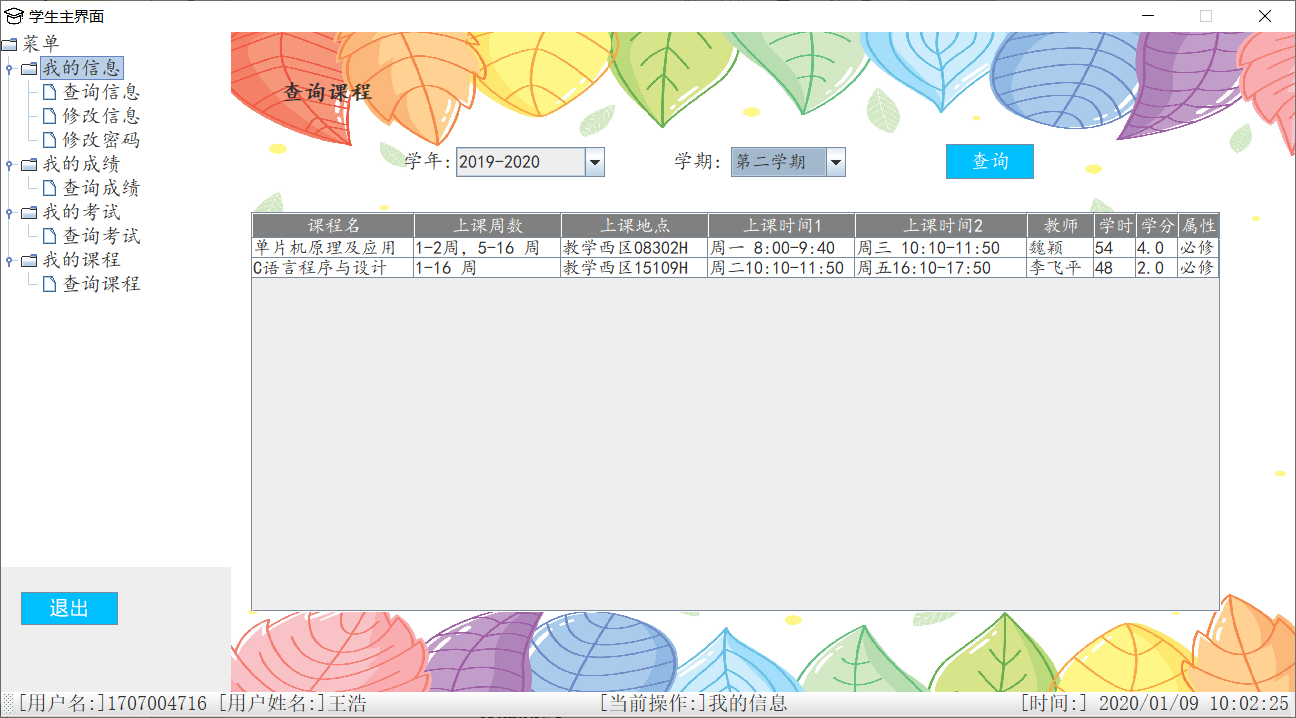 学生主界面
菜单
我的信息
查询信息
修改信息
修改密码
我的成绩
查询成绩
我的考试
查询考试
我的课程
查询课程
退出
查询课程
学年: 2019-2020 学期: 第二学期 查询
课程名 上课周数 上课地点 上课时间1 上课时间2 教师 学时 学分 属性
单片机原理及应用 1-2周, 5-16 周 教学西区08302H 周一 8:00-9:40 周三 10:10-11:50 魏颖 54 4.0 必修
C语言程序与设计 1-16 周 教学西区15109H 周二10:10-11:50 周五16:10-17:50 李飞平 48 2.0 必修
[用户名:]1707004716 [用户姓名:]王浩 [当前操作:]我的信息 [时间:] 2020/01/09 10:02:25